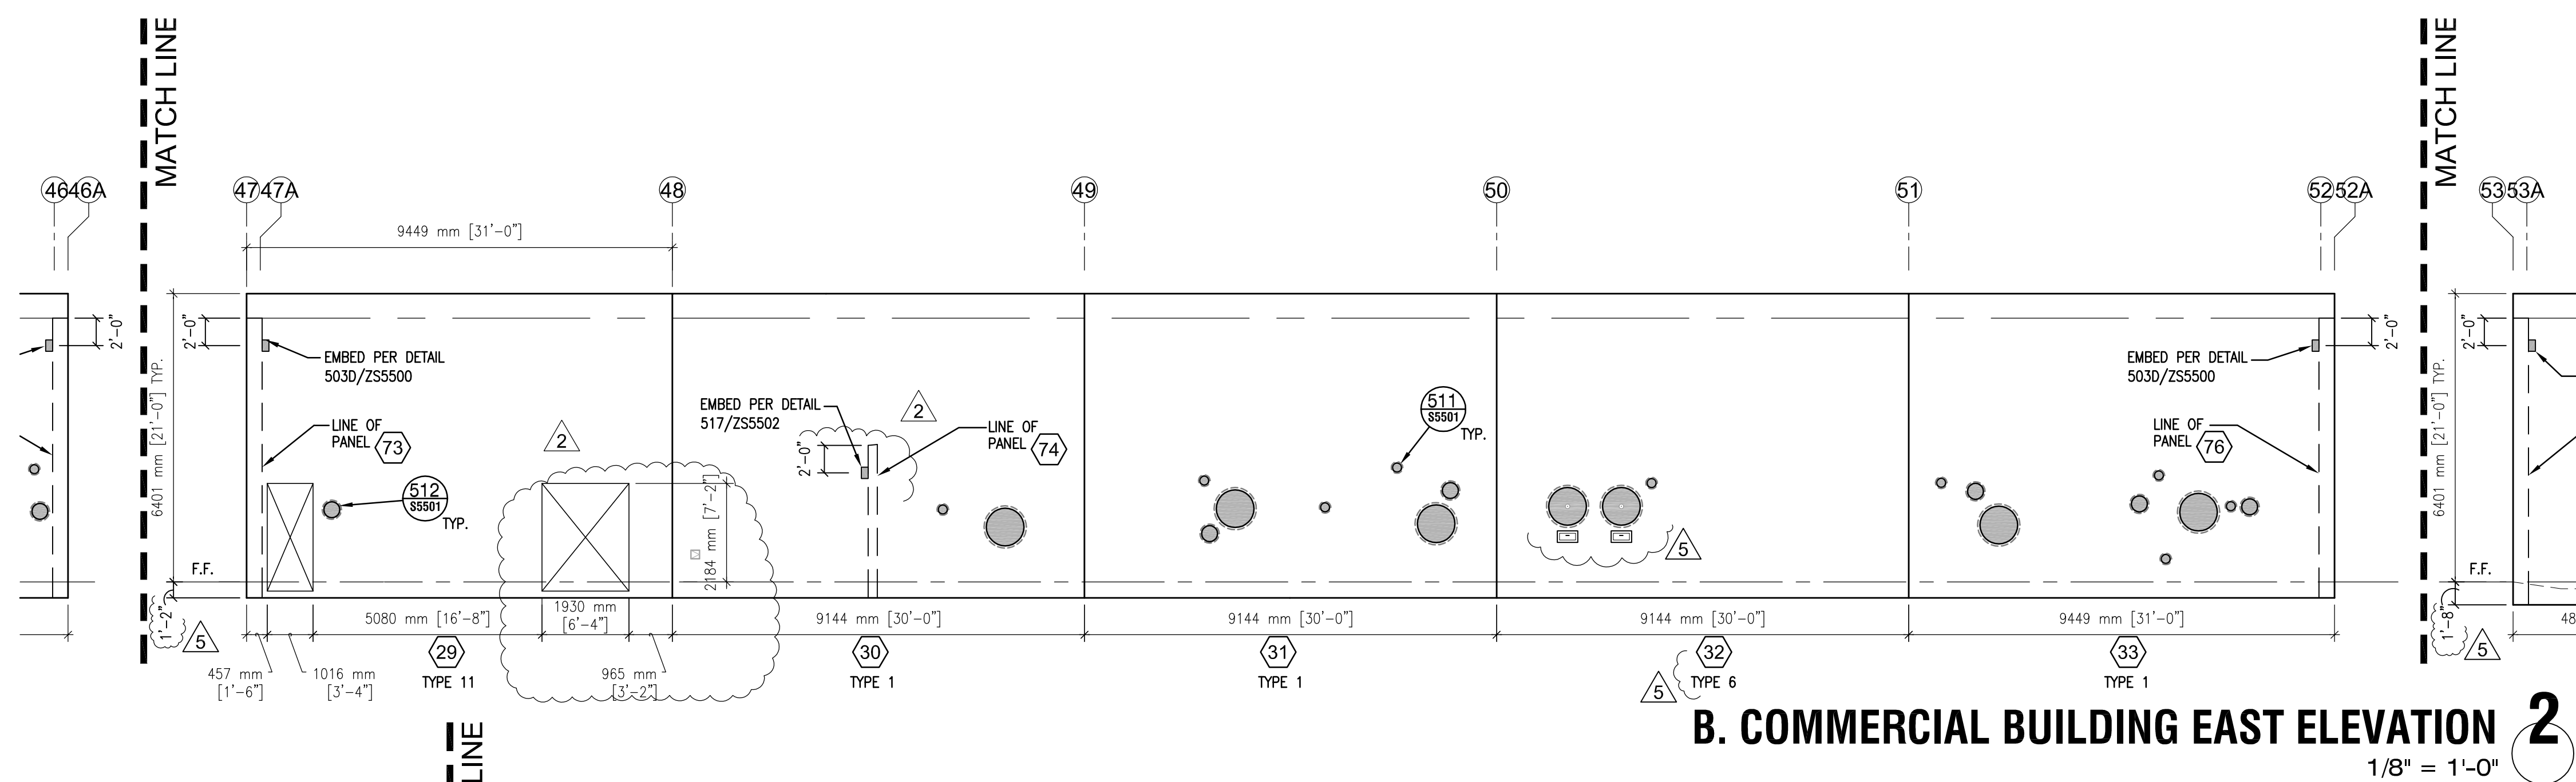 MATCH LINE
MATCH LINE
46
46A
47
47A
48
49
50
51
52
52A
53
53A
9449 mm [31'-0"]
2'-0"
2'-0"
2'-0"
2'-0"
6401 mm [21'-0"] TYP.
6401 mm [21'-0"] TYP.
EMBED PER DETAIL
503D/ZS5500
EMBED PER DETAIL
517/ZS5502
EMBED PER DETAIL
503D/ZS5500
LINE OF
PANEL 73
2
2
2'-0"
LINE OF
PANEL 74
511
S5501
TYP.
LINE OF
PANEL 76
512
S5501
TYP.
2184 mm [7'-2"]
5
F.F.
F.F.
1'-2"
5
1'-8"
5
5080 mm [16'-8"]
1930 mm
[6'-4"]
9144 mm [30'-0"]
9144 mm [30'-0"]
9144 mm [30'-0"]
9449 mm [31'-0"]
48
457 mm
[1'-6"]
1016 mm
[3'-4"]
965 mm
[3'-2"]
29
TYPE 11
30
TYPE 1
31
TYPE 1
32
5
TYPE 6
33
TYPE 1
LINE
B. COMMERCIAL BUILDING EAST ELEVATION
2
1/8" = 1'-0"